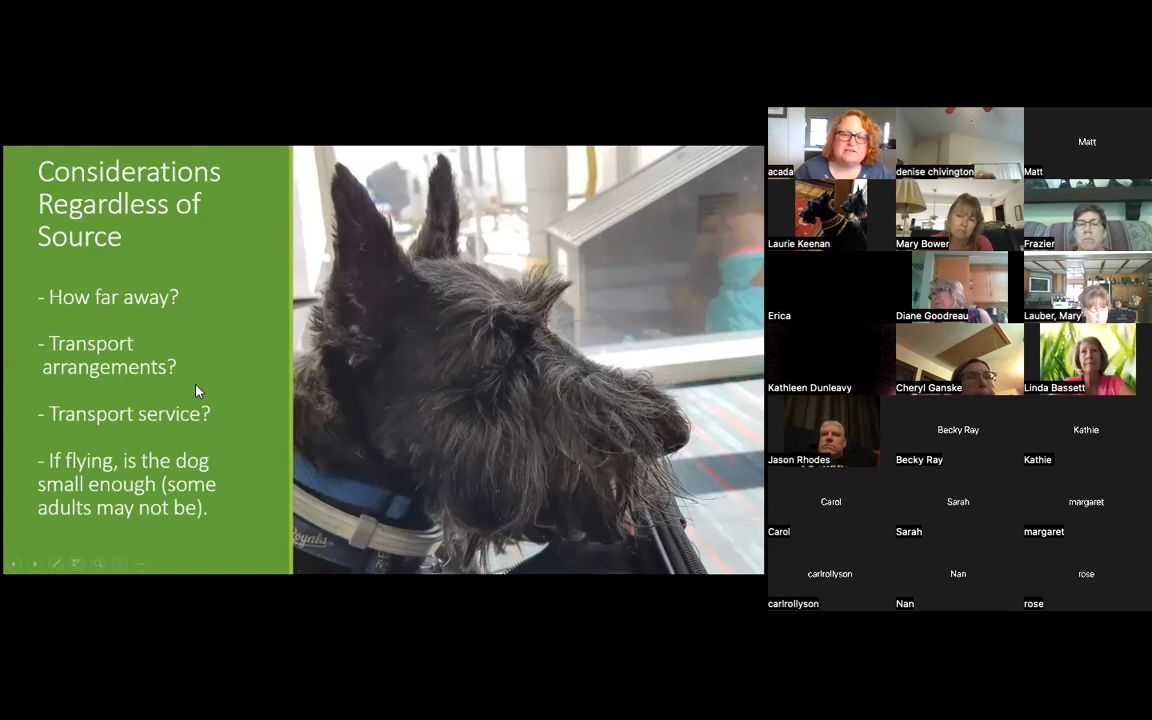 Considerations
Regardless of
Source
- How far away?
- Transport
arrangements?
- Transport service?
- If flying, is the dog
small enough (some
adults may not be).
Royals
acada
denise chivington
Matt
Matt
Laurie Keenan
Mary Bower
Frazier
Erica
Diane Goodreau
Lauber, Mary
Kathleen Dunleavy
Cheryl Ganske
Linda Bassett
Jason Rhodes
Becky Ray
Becky Ray
Kathie
Kathie
Carol
Carol
Sarah
Sarah
margaret
margaret
carlrollyson
carlrollyson
Nan
Nan
rose
rose